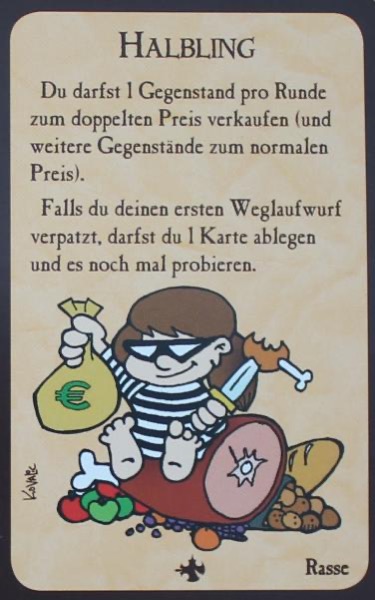 HALBLING
Du darfst 1 Gegenstand pro Runde
zum doppelten Preis verkaufen (und
weitere Gegenstände zum normalen
Preis).
Falls du deinen ersten Weglaufwurf
verpatzt, darfst du 1 Karte ablegen
und es noch mal probieren.
€
KOVALIC
Rasse